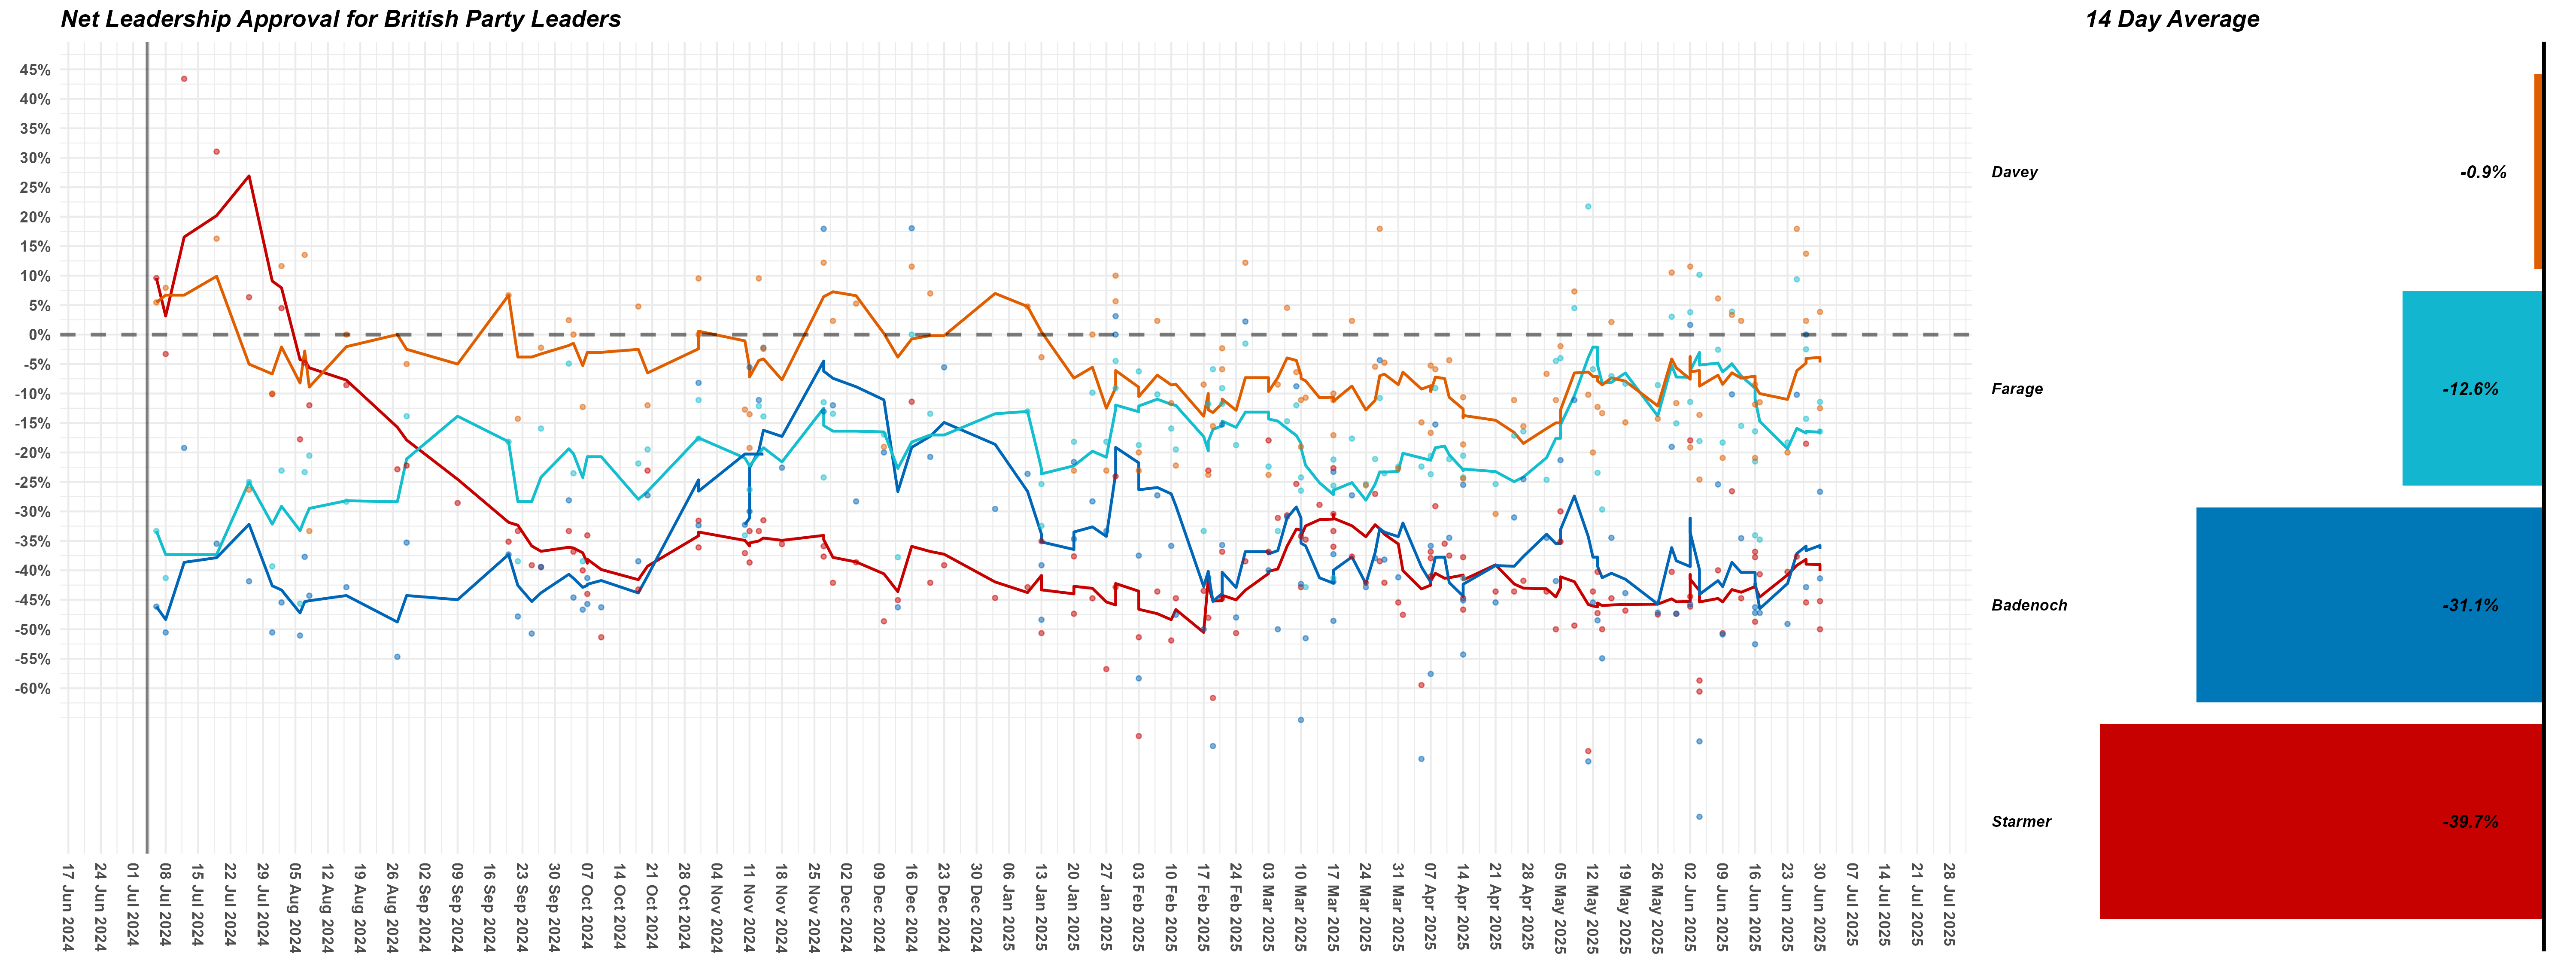 Net Leadership Approval for British Party Leaders
14 Day Average
45%
40%
35%
30%
25%
20%
15%
10%
5%
0%
-5%
-10%
-15%
-20%
-25%
-30%
-35%
-40%
-45%
-50%
-55%
-60%
17 Jun 2024
24 Jun 2024
01 Jul 2024
08 Jul 2024
15 Jul 2024
22 Jul 2024
29 Jul 2024
05 Aug 2024
12 Aug 2024
19 Aug 2024
26 Aug 2024
02 Sep 2024
09 Sep 2024
16 Sep 2024
23 Sep 2024
30 Sep 2024
07 Oct 2024
14 Oct 2024
21 Oct 2024
28 Oct 2024
04 Nov 2024
11 Nov 2024
18 Nov 2024
25 Nov 2024
02 Dec 2024
09 Dec 2024
16 Dec 2024
23 Dec 2024
30 Dec 2024
06 Jan 2025
13 Jan 2025
20 Jan 2025
27 Jan 2025
03 Feb 2025
10 Feb 2025
17 Feb 2025
24 Feb 2025
03 Mar 2025
10 Mar 2025
17 Mar 2025
24 Mar 2025
31 Mar 2025
07 Apr 2025
14 Apr 2025
21 Apr 2025
28 Apr 2025
05 May 2025
12 May 2025
19 May 2025
26 May 2025
02 Jun 2025
09 Jun 2025
16 Jun 2025
23 Jun 2025
30 Jun 2025
07 Jul 2025
14 Jul 2025
21 Jul 2025
28 Jul 2025
Davey -0.9%
Farage -12.6%
Badenoch -31.1%
Starmer -39.7%